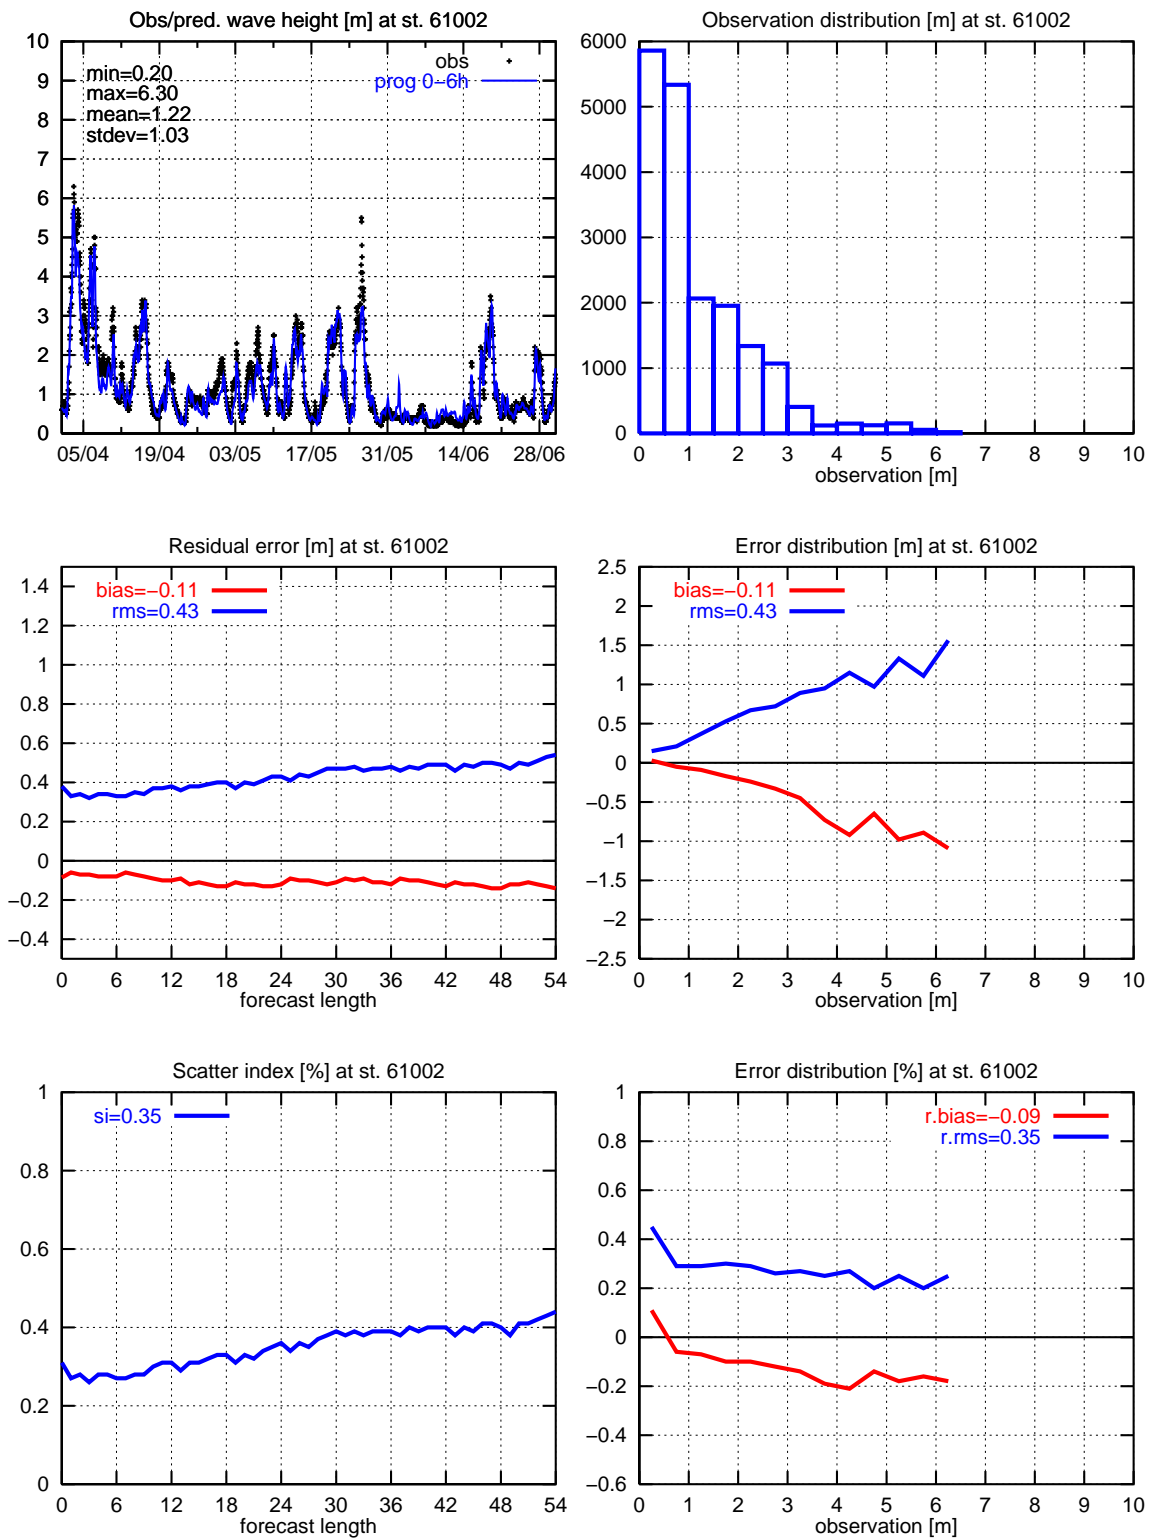 Obs/pred. wave height [m] at st. 61002
10
9
8
7
6
5
4
3
2
1
0
min=0.20
max=6.30
mean=1.22
stdev=1.03
obs
prog 0−6h
05/04 19/04 03/05 17/05 31/05 14/06 28/06
Observation distribution [m] at st. 61002
6000
5000
4000
3000
2000
1000
0
0 1 2 3 4 5 6 7 8 9 10
observation [m]
Residual error [m] at st. 61002
1.4
1.2
1
0.8
0.6
0.4
0.2
0
−0.2
−0.4
bias=−0.11
rms=0.43
0 6 12 18 24 30 36 42 48 54
forecast length
Error distribution [m] at st. 61002
2.5
2
1.5
1
0.5
0
−0.5
−1
−1.5
−2
−2.5
bias=−0.11
rms=0.43
0 1 2 3 4 5 6 7 8 9 10
observation [m]
Scatter index [%] at st. 61002
1
0.8
0.6
0.4
0.2
0
si=0.35
0 6 12 18 24 30 36 42 48 54
forecast length
Error distribution [%] at st. 61002
1
0.8
0.6
0.4
0.2
0
−0.2
−0.4
−0.6
r.bias=−0.09
r.rms=0.35
0 1 2 3 4 5 6 7 8 9 10
observation [m]